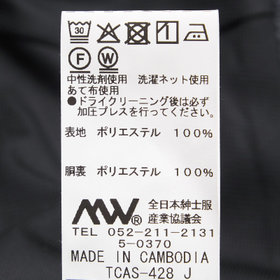 30
F W
中性洗剤使用 洗濯ネット使用
あて布使用
●ドライクリーニング後は必ず
加圧プレスを行ってください。
表地 ポリエステル 100%
胴裏 ポリエステル 100%
MW® 全日本紳士服
産業協議会
TEL 052-211-2131
5-0370
MADE IN CAMBODIA
TCAS-428 J